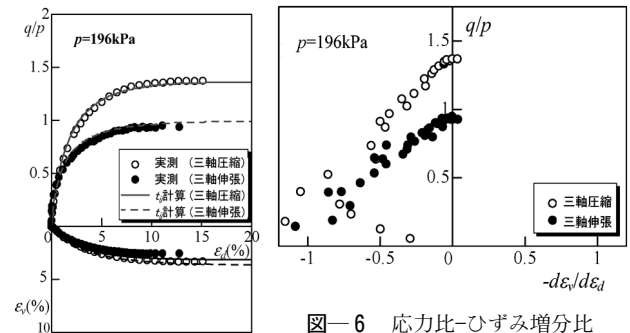 q/p
p=196kPa
2
1.5
1
0.5
0
5
10
実測 (三軸圧縮)
実測 (三軸伸張)
tij計算 (三軸圧縮)
tij計算 (三軸伸張)
0 5 10 15 20
εd(%)
εv(%)
q/p
p=196kPa
1.5
1
0.5
三軸圧縮
三軸伸張
-1 -0.5 0 1
-dεv/dεd
図―6 応力比-ひずみ増分比